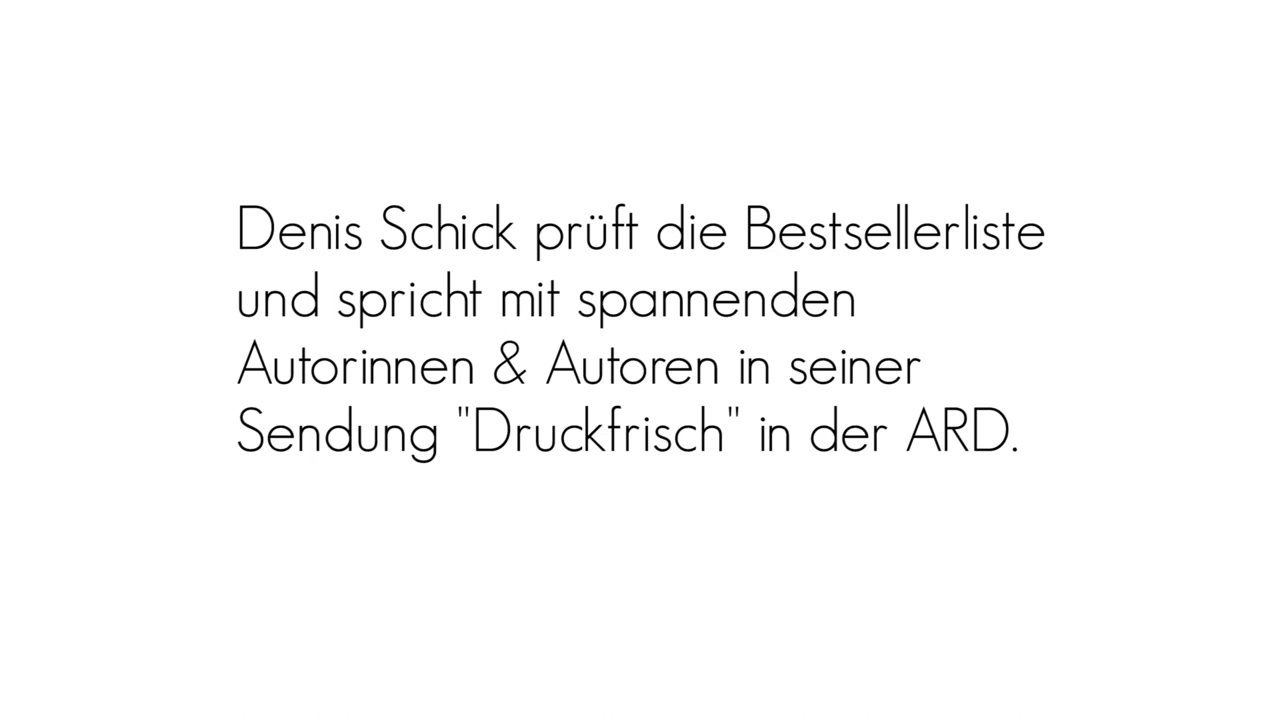 Denis Schick prüft die Bestsellerliste
und spricht mit spannenden
Autorinnen & Autoren in seiner
Sendung "Druckfrisch" in der ARD.